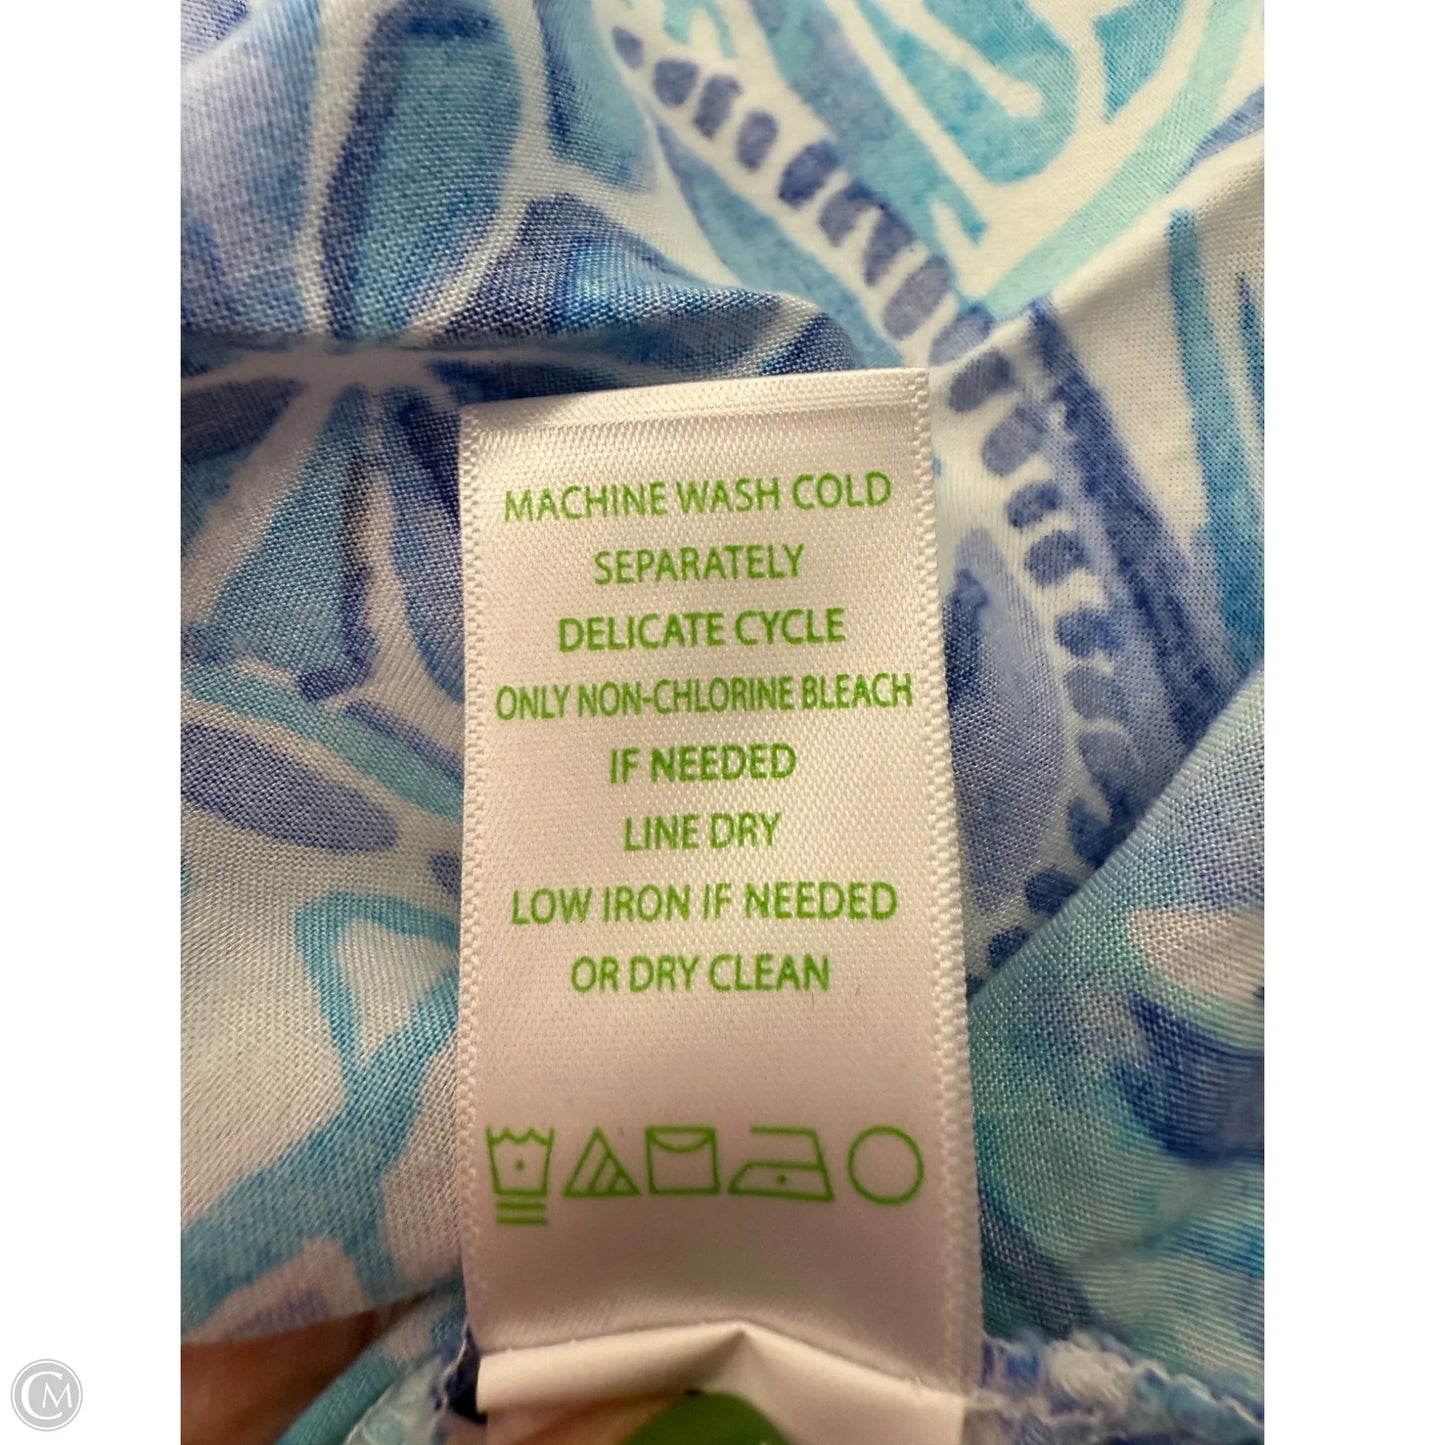 MACHINE WASH COLD
SEPARATELY
DELICATE CYCLE
ONLY NON-CHLORINE BLEACH
IF NEEDED
LINE DRY
LOW IRON IF NEEDED
OR DRY CLEAN
CM